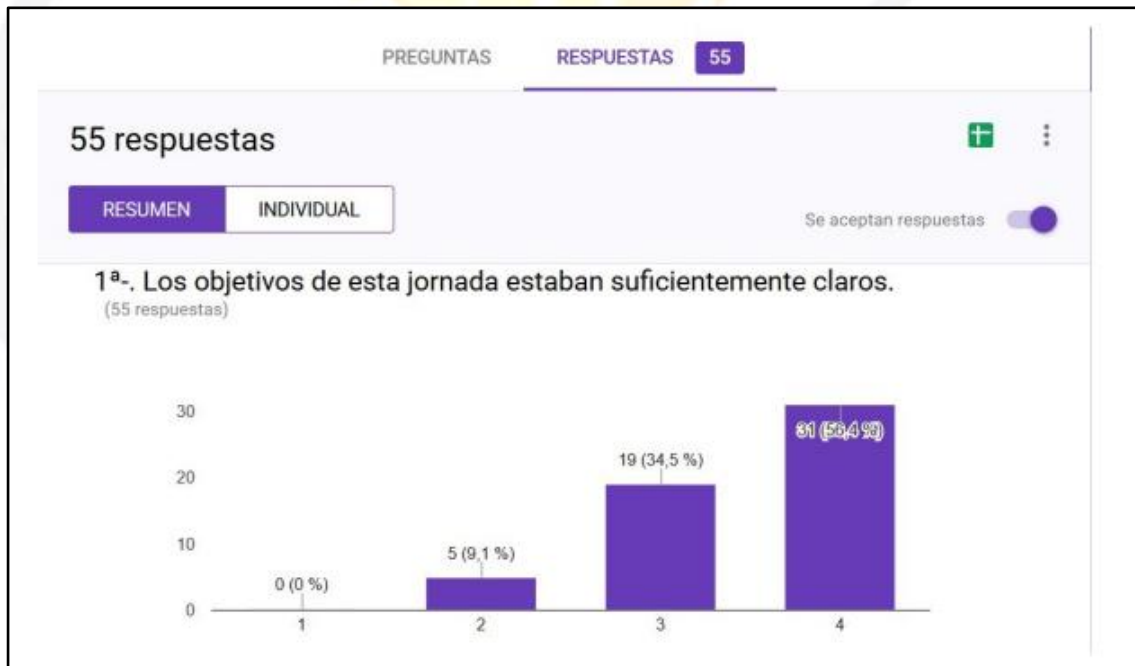 PREGUNTAS RESPUESTAS 55
55 respuestas
RESUMEN INDIVIDUAL
Se aceptan respuestas
1ª-. Los objetivos de esta jornada estaban suficientemente claros.
(55 respuestas)
30
31 (56,4 %)
19 (34,5 %)
20
10
5 (9,1 %)
0 (0 %)
0
1 2 3 4